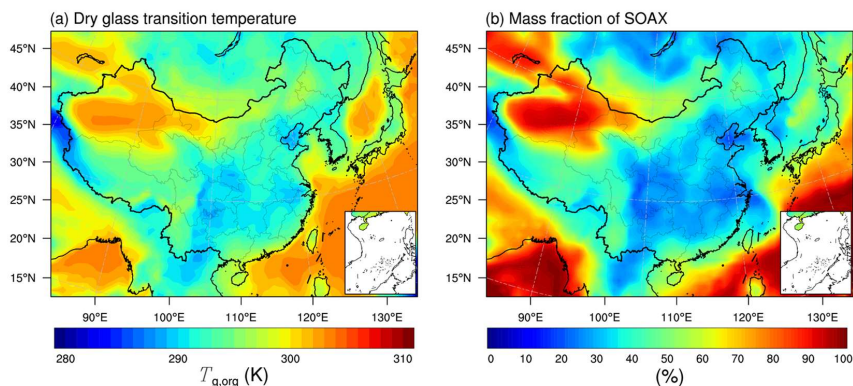 (a) Dry glass transition temperature
(b) Mass fraction of SOAX
45°N
40°N
35°N
30°N
25°N
20°N
15°N
90°E 100°E 110°E 120°E 130°E
280 290 300 310
T_g,org (K)
45°N
40°N
35°N
30°N
25°N
20°N
15°N
90°E 100°E 110°E 120°E 130°E
0 10 20 30 40 50 60 70 80 90 100
(%)